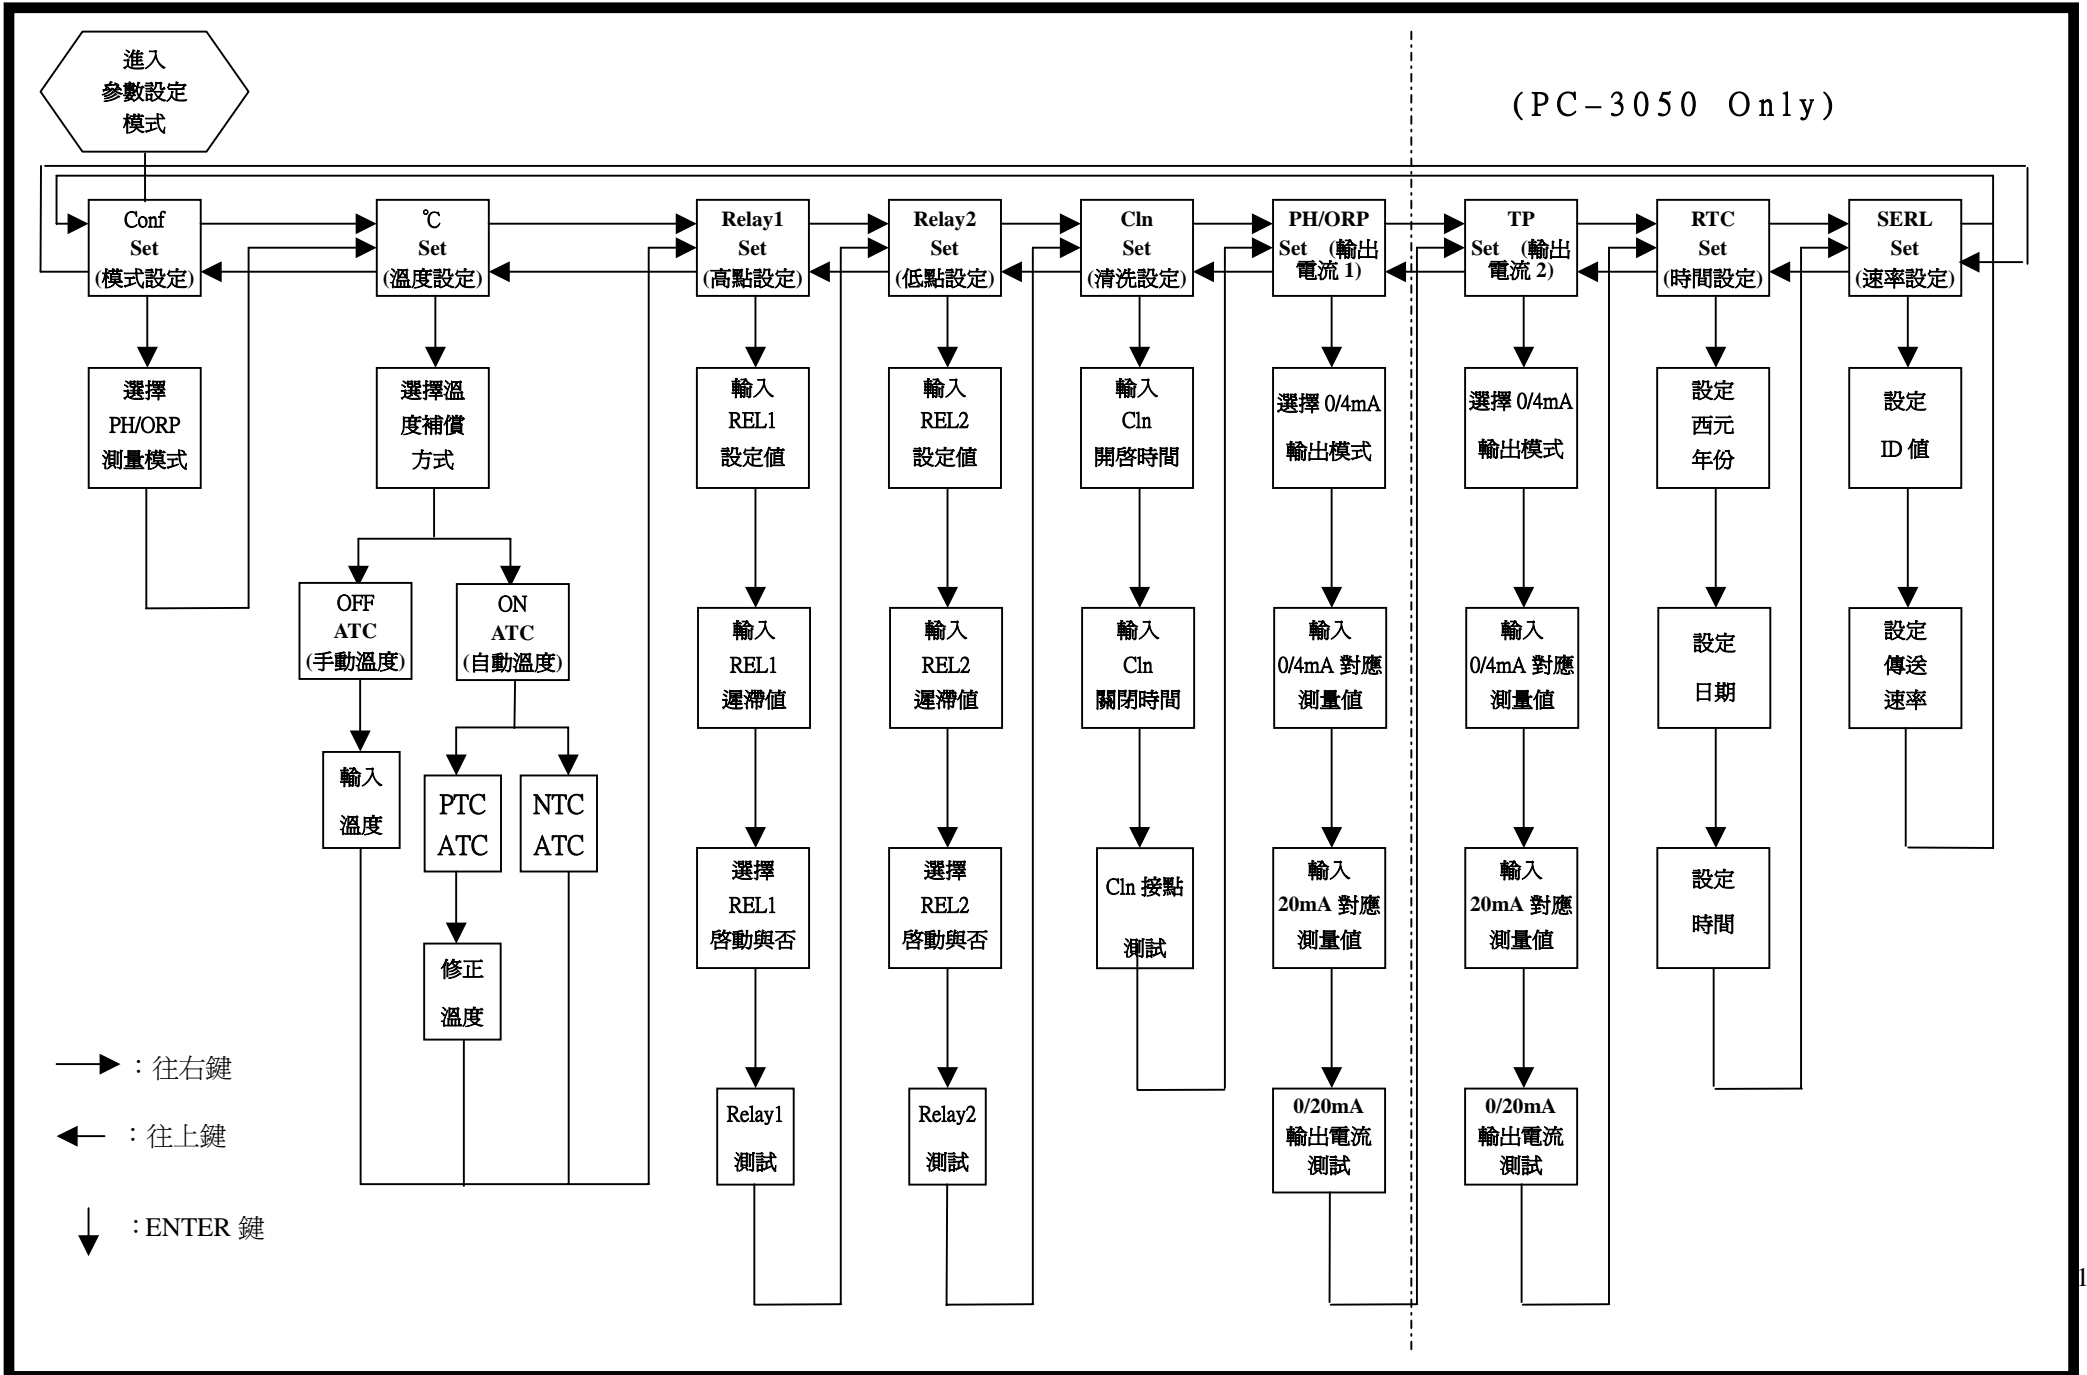 進入
參數設定
模式
(PC–3050 Only)
Conf
Set
(模式設定)
℃
Set
(溫度設定)
Relay1
Set
(高點設定)
Relay2
Set
(低點設定)
Cln
Set
(清洗設定)
PH/ORP
Set (輸出
電流 1)
TP
Set (輸出
電流 2)
RTC
Set
(時間設定)
SERL
Set
(速率設定)
選擇
PH/ORP
測量模式
選擇溫
度補償
方式
輸入
REL1
設定值
輸入
REL2
設定值
輸入
Cln
開啓時間
選擇 0/4mA
輸出模式
選擇 0/4mA
輸出模式
設定
西元
年份
設定
ID 值
OFF
ATC
(手動溫度)
ON
ATC
(自動溫度)
輸入
REL1
遲滯值
輸入
REL2
遲滯值
輸入
Cln
關閉時間
輸入
0/4mA 對應
測量值
輸入
0/4mA 對應
測量值
設定
日期
設定
傳送
速率
輸入
溫度
PTC
ATC
NTC
ATC
選擇
REL1
啓動與否
選擇
REL2
啓動與否
Cln 接點
測試
輸入
20mA 對應
測量值
輸入
20mA 對應
測量值
設定
時間
修正
溫度
Relay1
測試
Relay2
測試
0/20mA
輸出電流
測試
0/20mA
輸出電流
測試
：往右鍵
：往上鍵
：ENTER 鍵
1